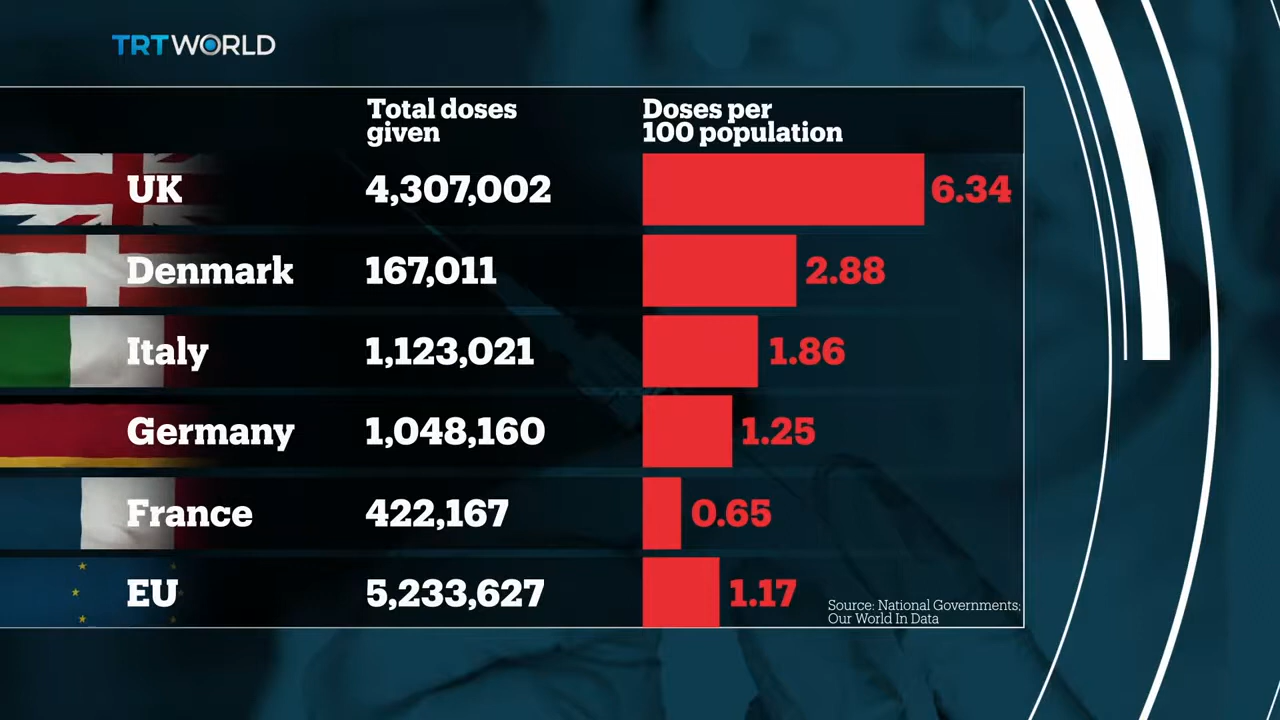 TRT WORLD
Total doses
given
Doses per
100 population
UK 4,307,002 6.34
Denmark 167,011 2.88
Italy 1,123,021 1.86
Germany 1,048,160 1.25
France 422,167 0.65
EU 5,233,627 1.17
Source: National Governments;
Our World In Data